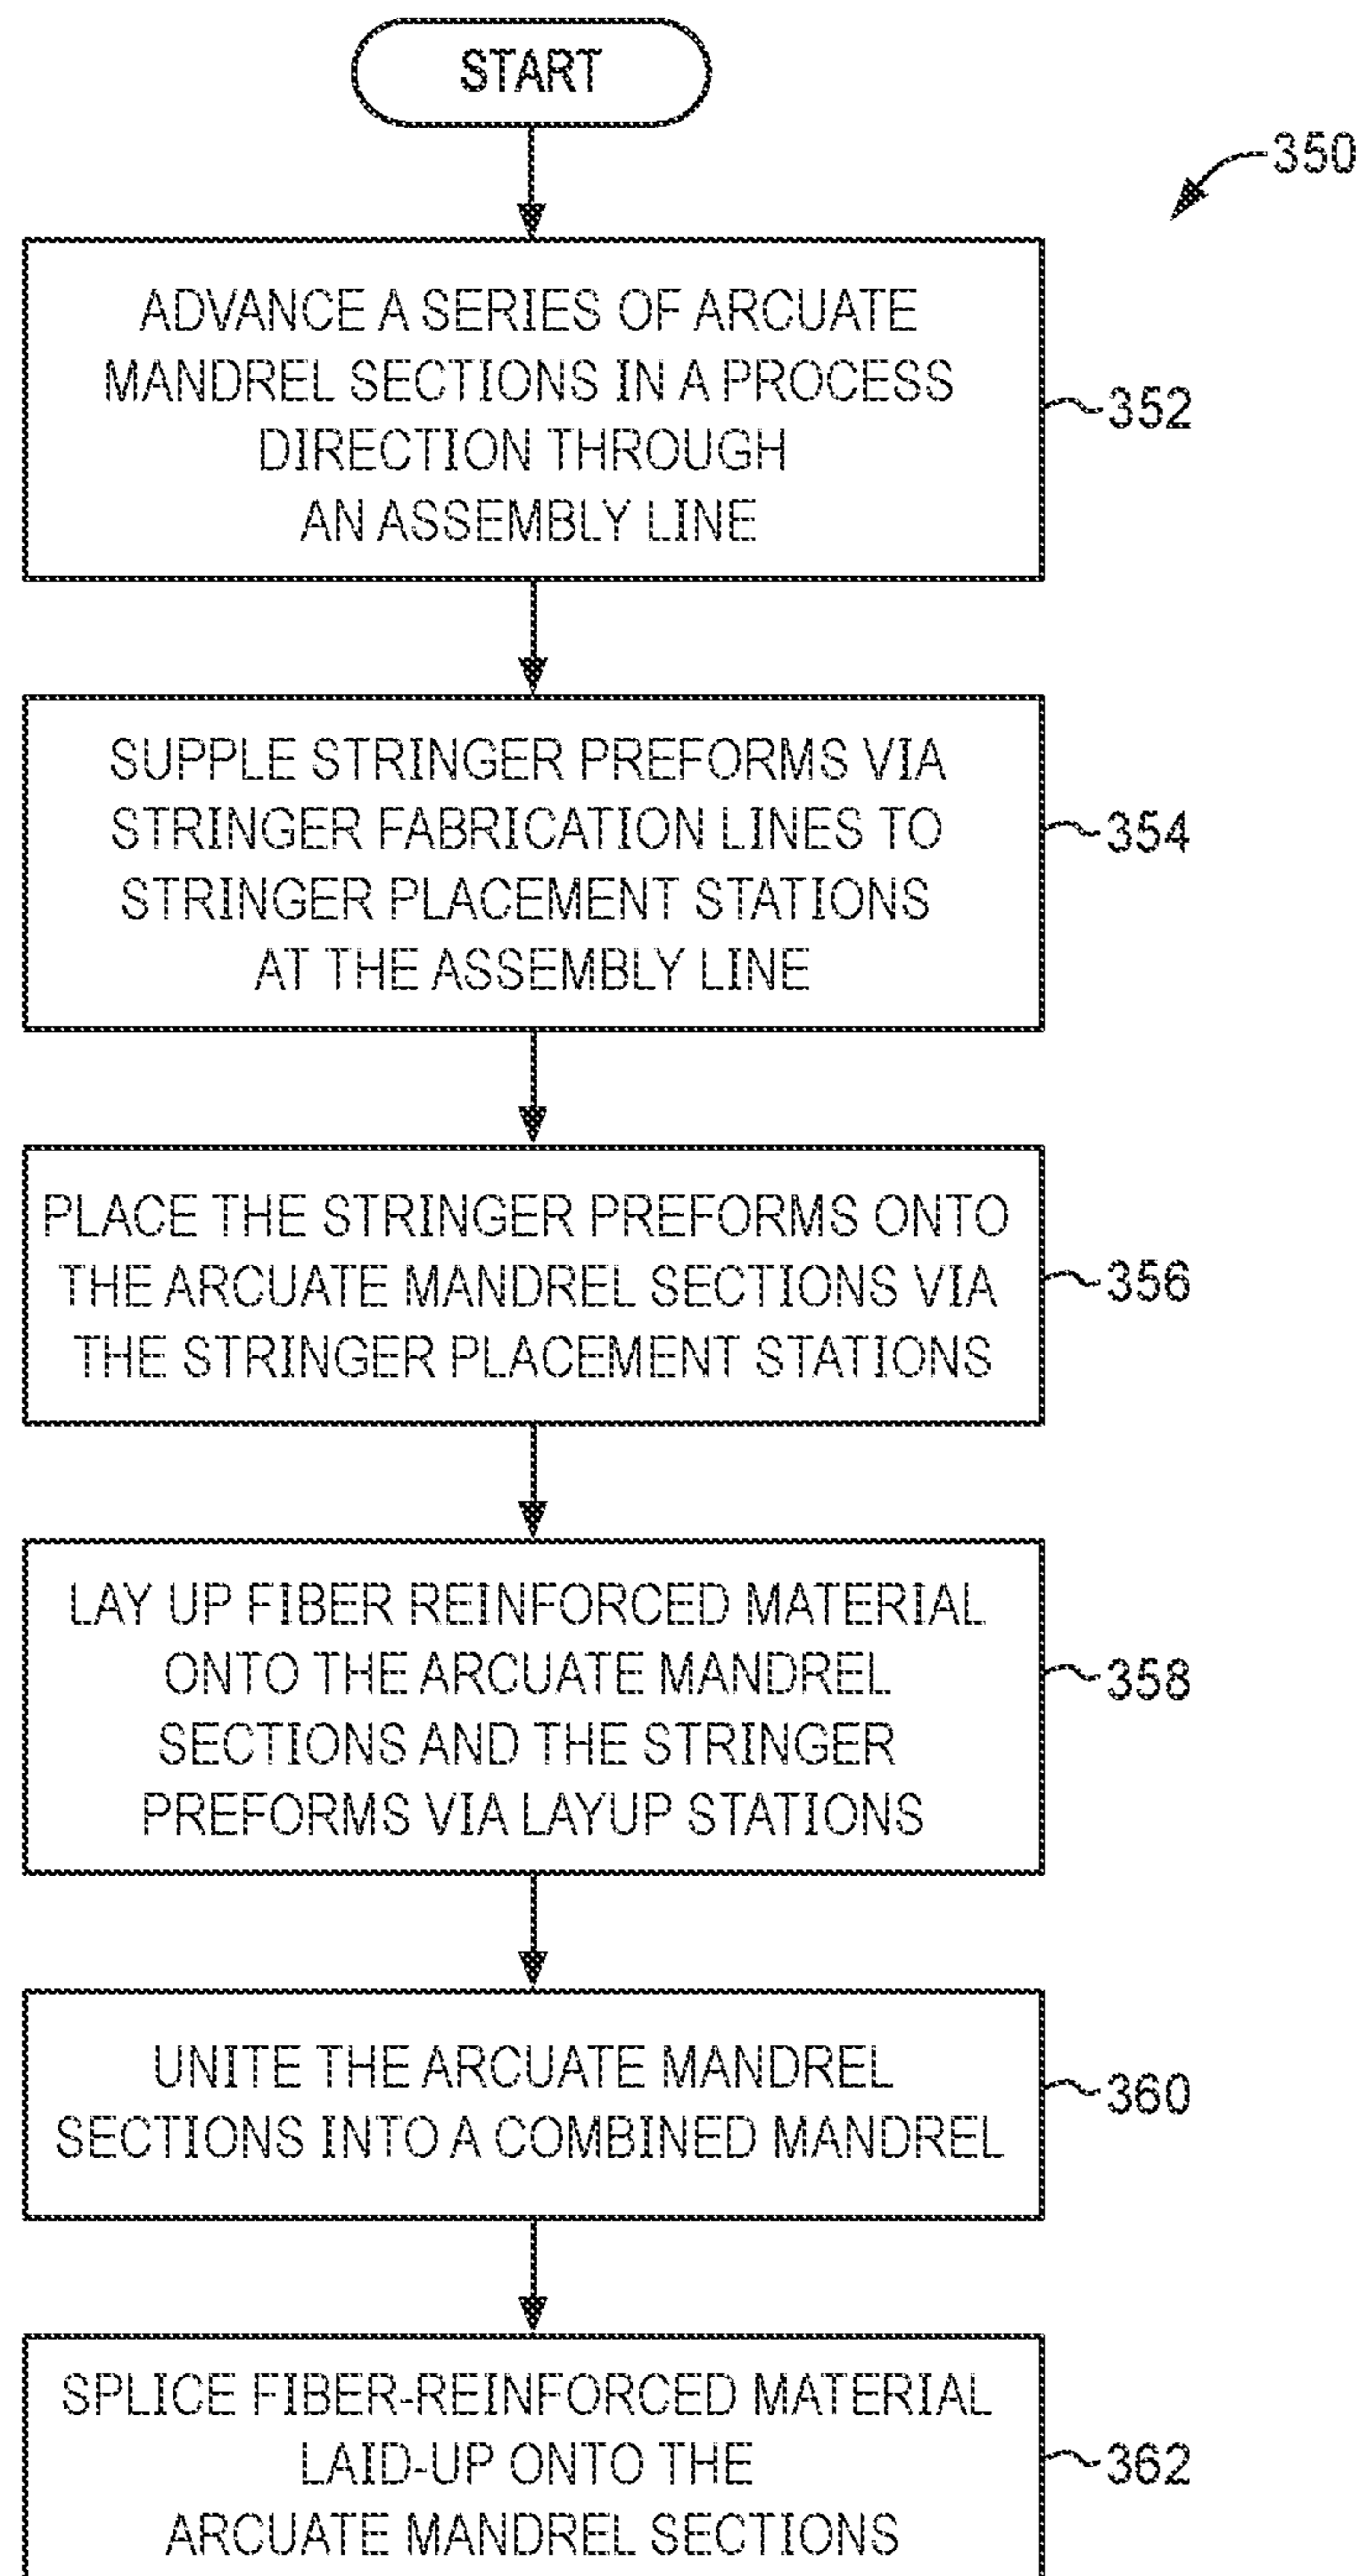 START
350
ADVANCE A SERIES OF ARCUATE
MANDREL SECTIONS IN A PROCESS
DIRECTION THROUGH
AN ASSEMBLY LINE
352
SUPPLE STRINGER PREFORMS VIA
STRINGER FABRICATION LINES TO
STRINGER PLACEMENT STATIONS
AT THE ASSEMBLY LINE
354
PLACE THE STRINGER PREFORMS ONTO
THE ARCUATE MANDREL SECTIONS VIA
THE STRINGER PLACEMENT STATIONS
356
LAY UP FIBER REINFORCED MATERIAL
ONTO THE ARCUATE MANDREL
SECTIONS AND THE STRINGER
PREFORMS VIA LAYUP STATIONS
358
UNITE THE ARCUATE MANDREL
SECTIONS INTO A COMBINED MANDREL
360
SPLICE FIBER-REINFORCED MATERIAL
LAID-UP ONTO THE
ARCUATE MANDREL SECTIONS
362